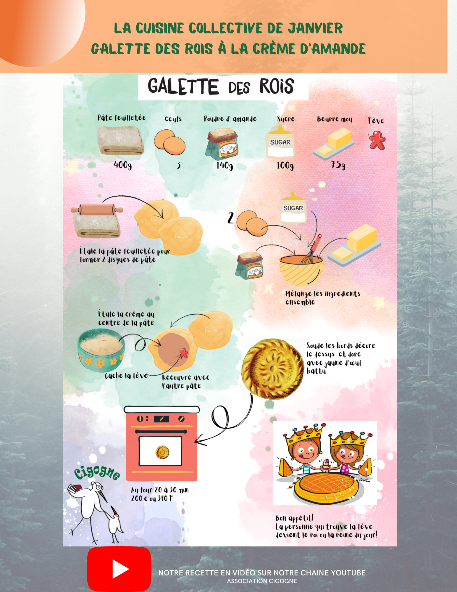 LA CUISINE COLLECTIVE DE JANVIER
GALETTE DES ROIS À LA CRÈME D'AMANDE
GALETTE DES ROIS
Pâte feuilletée
Oeufs
Poudre d'amande
Sucre
Beurre mou
Fève
SUGAR
400g
3
140g
100g
75g
2
SUGAR
Étale la pâte feuilletée pour
former 2 disques de pâte
Mélange les ingrédients
ensemble
Étale la crème au
centre de la pâte
Cache la fève
Recouvre avec
l'autre pâte
Soude les bords décore
le dessus et dore
avec jaune d'œuf
battu
Cigogne
Au four 20 à 30 mn
200 c ou 390 F
Bon appétit!
La personne qui trouve la fève
devient le roi ou la reine du jour!
NOTRE RECETTE EN VIDÉO SUR NOTRE CHAINE YOUTUBE
ASSOCIATION CIGOGNE